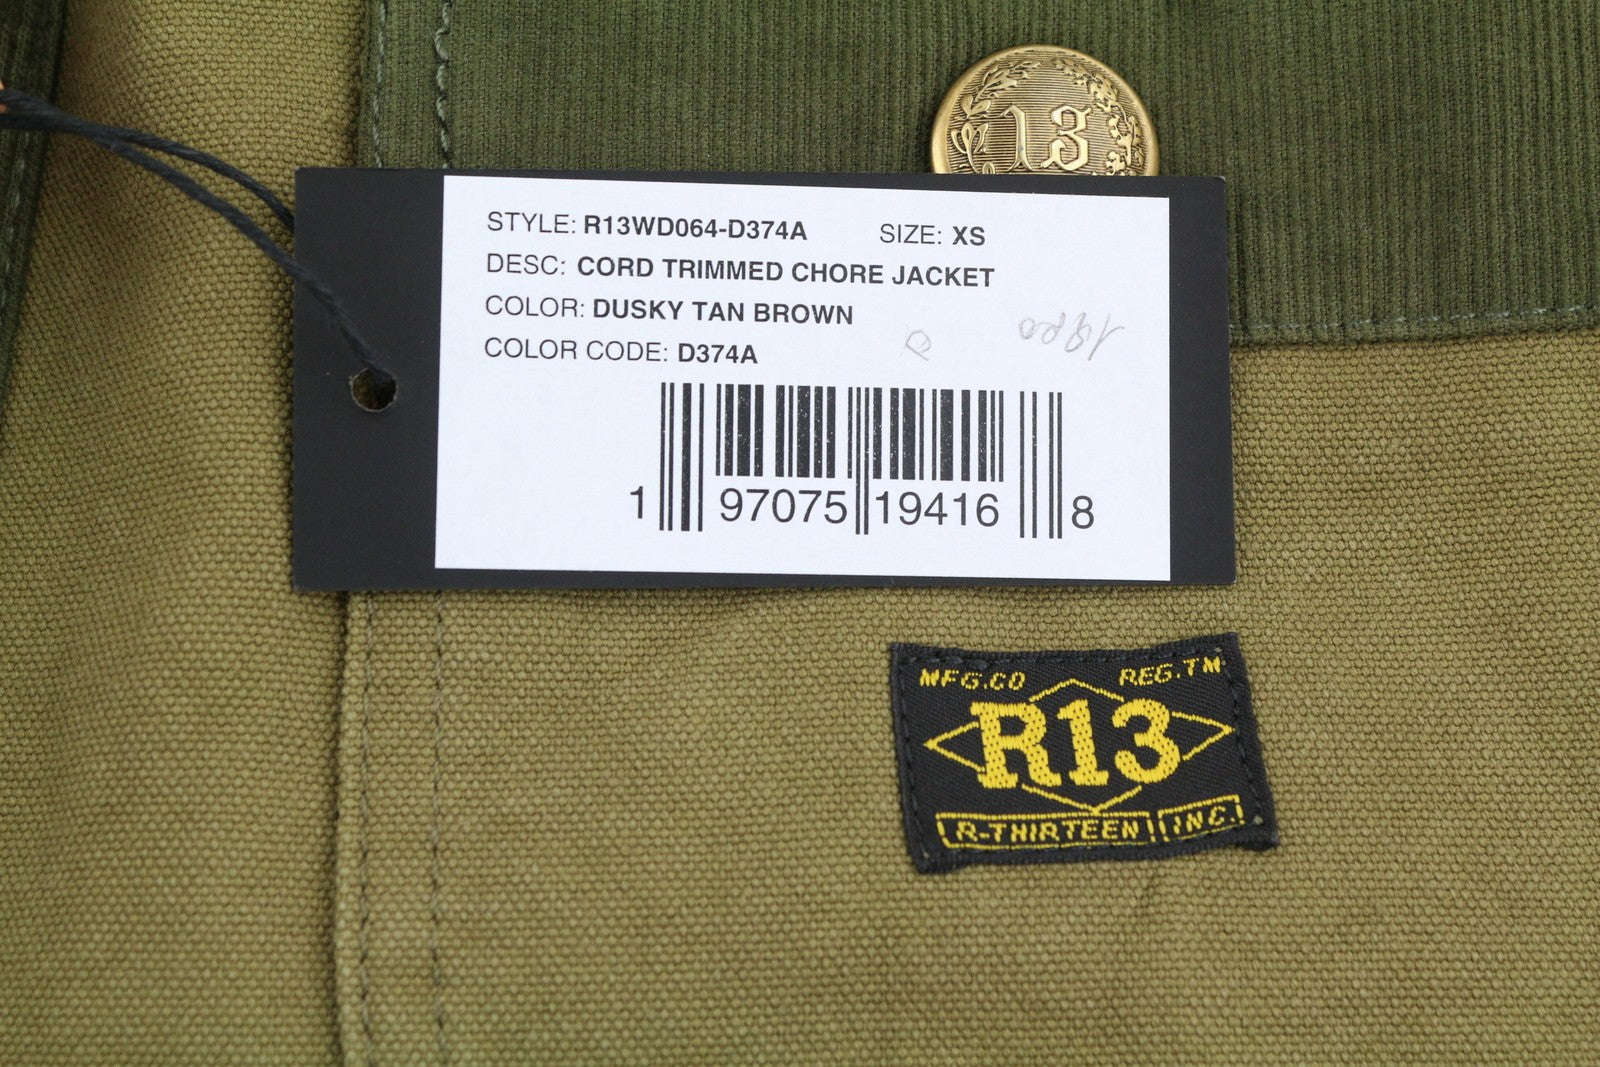 13
STYLE: R13WD064-D374A SIZE: XS
DESC: CORD TRIMMED CHORE JACKET
COLOR: DUSKY TAN BROWN
COLOR CODE: D374A
1 97075 19416 8
MFG.CO REG.TM
R13
R-THIRTEEN INC.